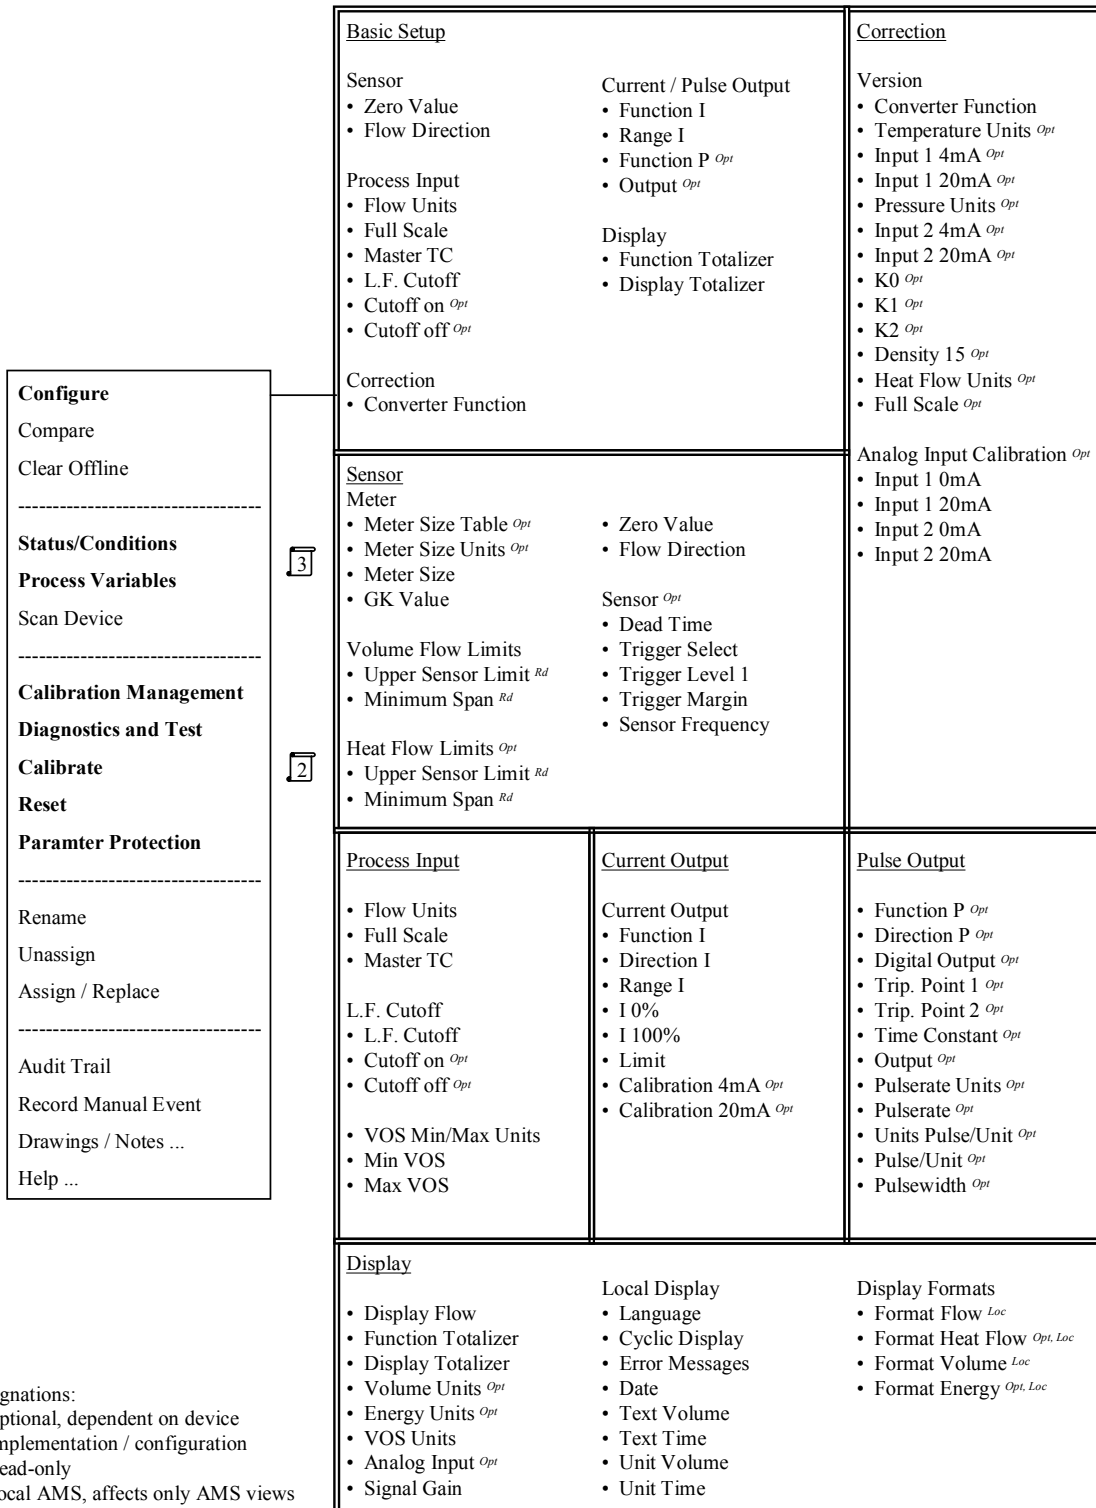 Configure
Compare
Clear Offline
-----------------------------------
Status/Conditions
Process Variables
Scan Device
-----------------------------------
Calibration Management
Diagnostics and Test
Calibrate
Reset
Paramter Protection
-----------------------------------
Rename
Unassign
Assign / Replace
-----------------------------------
Audit Trail
Record Manual Event
Drawings / Notes ...
Help ...
3
2
Basic Setup
Sensor
• Zero Value
• Flow Direction
Process Input
• Flow Units
• Full Scale
• Master TC
• L.F. Cutoff
• Cutoff on Opt
• Cutoff off Opt
Correction
• Converter Function
Current / Pulse Output
• Function I
• Range I
• Function P Opt
• Output Opt
Display
• Function Totalizer
• Display Totalizer
Correction
Version
• Converter Function
• Temperature Units Opt
• Input 1 4mA Opt
• Input 1 20mA Opt
• Pressure Units Opt
• Input 2 4mA Opt
• Input 2 20mA Opt
• K0 Opt
• K1 Opt
• K2 Opt
• Density 15 Opt
• Heat Flow Units Opt
• Full Scale Opt
Analog Input Calibration Opt
• Input 1 0mA
• Input 1 20mA
• Input 2 0mA
• Input 2 20mA
Sensor
Meter
• Meter Size Table Opt
• Meter Size Units Opt
• Meter Size
• GK Value
Volume Flow Limits
• Upper Sensor Limit Rd
• Minimum Span Rd
Heat Flow Limits Opt
• Upper Sensor Limit Rd
• Minimum Span Rd
• Zero Value
• Flow Direction
Sensor Opt
• Dead Time
• Trigger Select
• Trigger Level 1
• Trigger Margin
• Sensor Frequency
Process Input
• Flow Units
• Full Scale
• Master TC
L.F. Cutoff
• L.F. Cutoff
• Cutoff on Opt
• Cutoff off Opt
• VOS Min/Max Units
• Min VOS
• Max VOS
Current Output
Current Output
• Function I
• Direction I
• Range I
• I 0%
• I 100%
• Limit
• Calibration 4mA Opt
• Calibration 20mA Opt
Pulse Output
• Function P Opt
• Direction P Opt
• Digital Output Opt
• Trip. Point 1 Opt
• Trip. Point 2 Opt
• Time Constant Opt
• Output Opt
• Pulserate Units Opt
• Pulserate Opt
• Units Pulse/Unit Opt
• Pulse/Unit Opt
• Pulsewidth Opt
Display
• Display Flow
• Function Totalizer
• Display Totalizer
• Volume Units Opt
• Energy Units Opt
• VOS Units
• Analog Input Opt
• Signal Gain
Local Display
• Language
• Cyclic Display
• Error Messages
• Date
• Text Volume
• Text Time
• Unit Volume
• Unit Time
Display Formats
• Format Flow Loc
• Format Heat Flow Opt, Loc
• Format Volume Loc
• Format Energy Opt, Loc
gnations:
ptional, dependent on device
mplementation / configuration
ead-only
ocal AMS, affects only AMS views